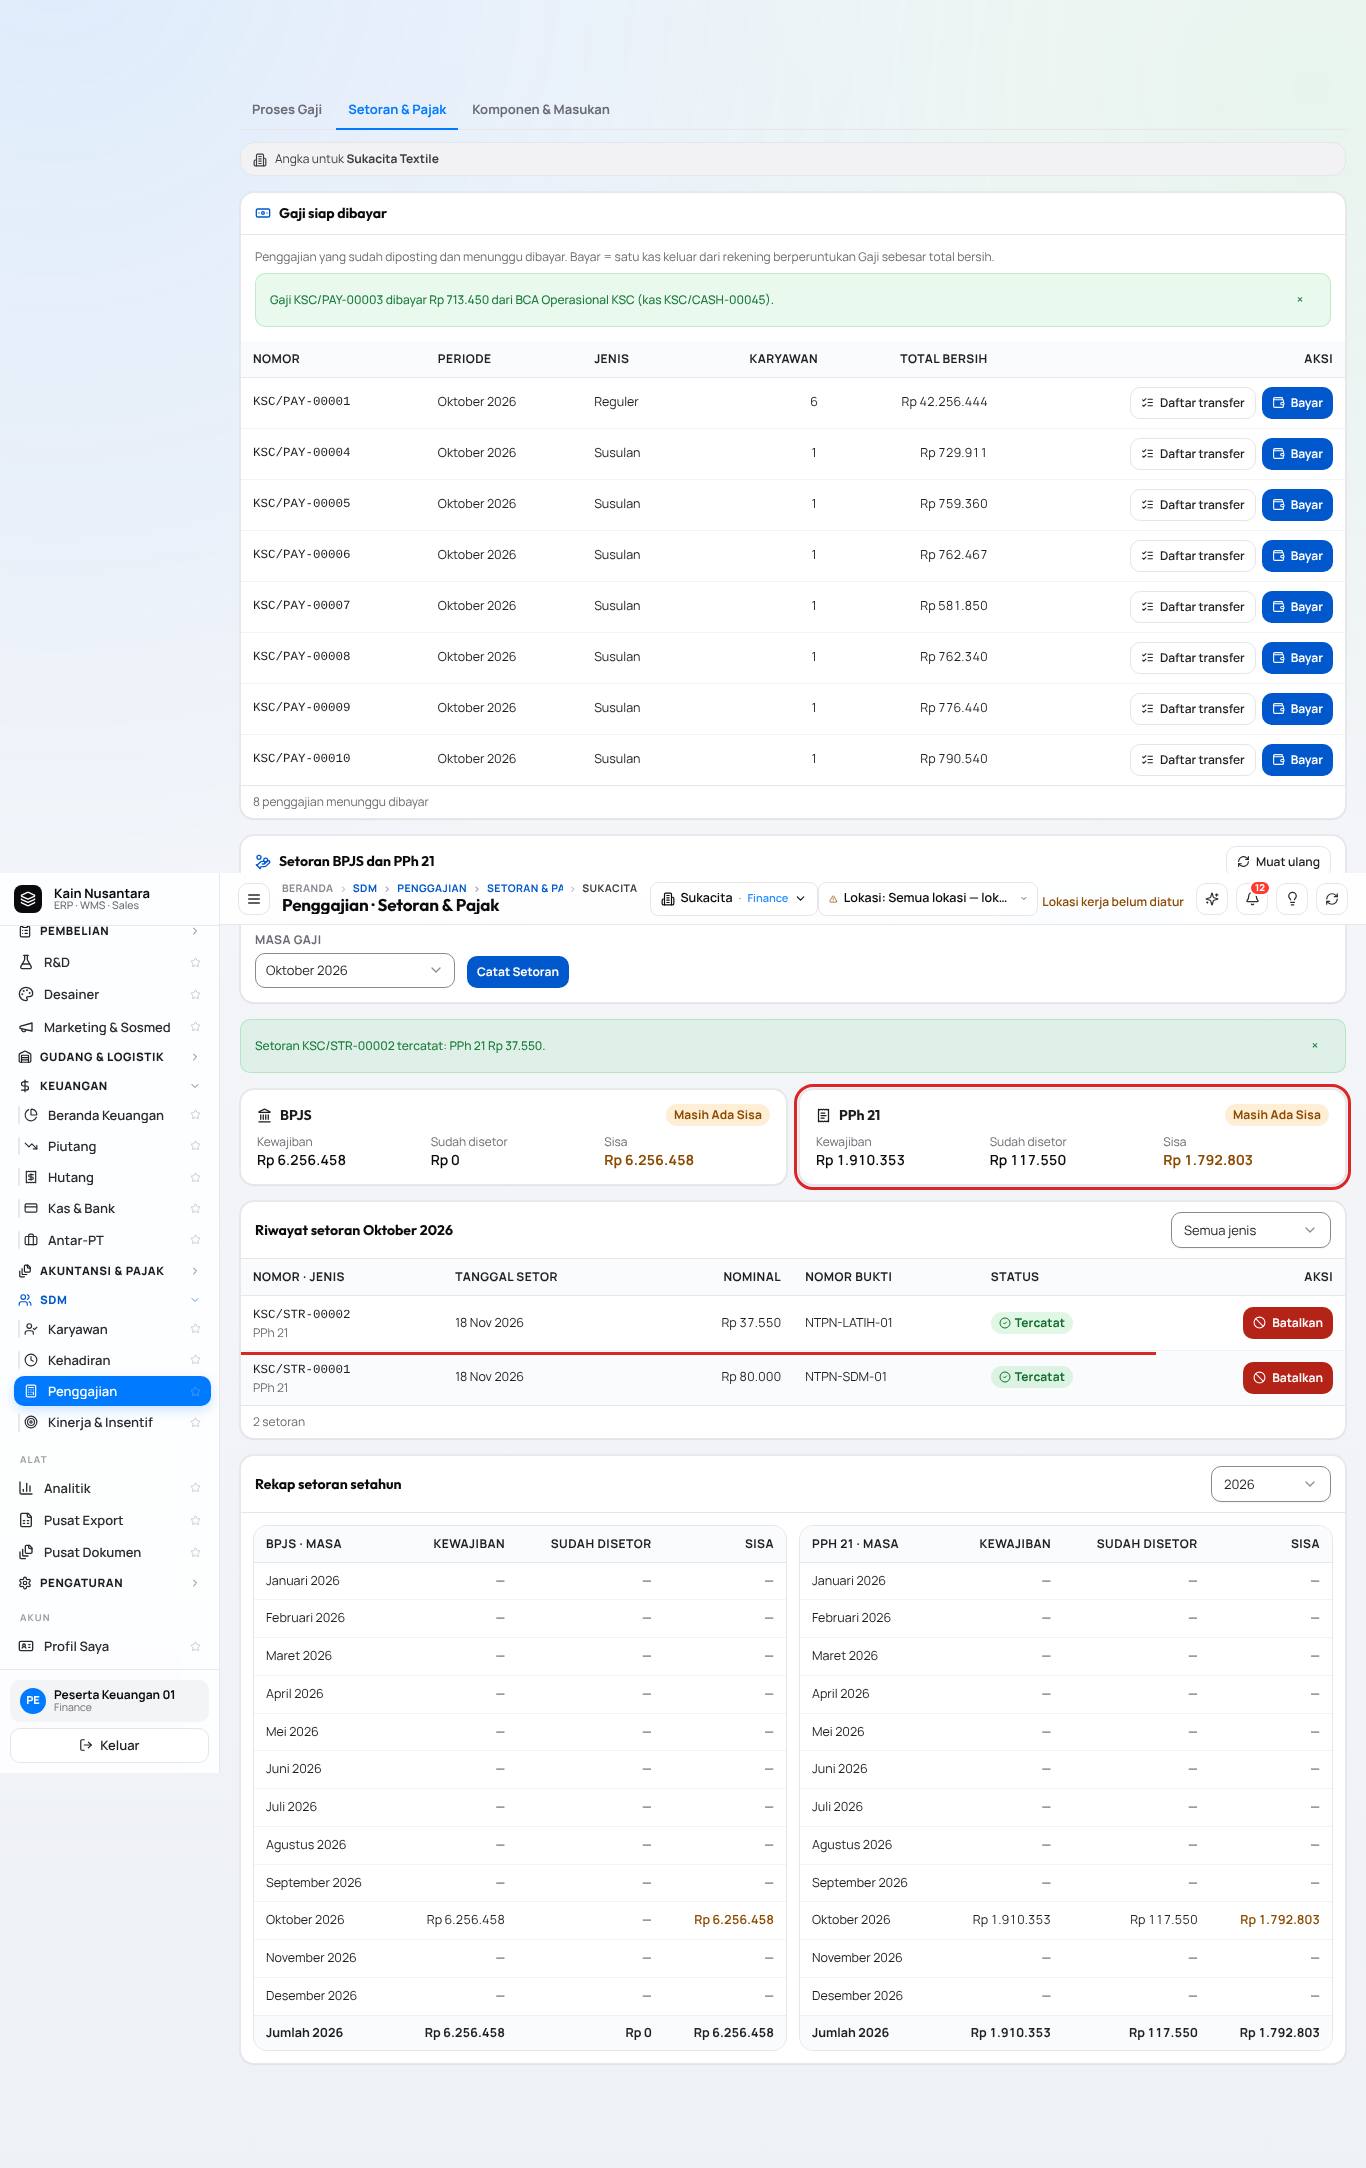 Proses Gaji Setoran & Pajak Komponen & Masukan
Angka untuk Sukacita Textile
Gaji siap dibayar
Penggajian yang sudah diposting dan menunggu dibayar. Bayar = satu kas keluar dari rekening berperuntukan Gaji sebesar total bersih.
Gaji KSC/PAY-00003 dibayar Rp 713.450 dari BCA Operasional KSC (kas KSC/CASH-00045). ×
NOMOR PERIODE JENIS KARYAWAN TOTAL BERSIH AKSI
KSC/PAY-00001 Oktober 2026 Reguler 6 Rp 42.256.444 Daftar transfer Bayar
KSC/PAY-00004 Oktober 2026 Susulan 1 Rp 729.911 Daftar transfer Bayar
KSC/PAY-00005 Oktober 2026 Susulan 1 Rp 759.360 Daftar transfer Bayar
KSC/PAY-00006 Oktober 2026 Susulan 1 Rp 762.467 Daftar transfer Bayar
KSC/PAY-00007 Oktober 2026 Susulan 1 Rp 581.850 Daftar transfer Bayar
KSC/PAY-00008 Oktober 2026 Susulan 1 Rp 762.340 Daftar transfer Bayar
KSC/PAY-00009 Oktober 2026 Susulan 1 Rp 776.440 Daftar transfer Bayar
KSC/PAY-00010 Oktober 2026 Susulan 1 Rp 790.540 Daftar transfer Bayar
8 penggajian menunggu dibayar
Setoran BPJS dan PPh 21 Muat ulang
Kain Nusantara
ERP · WMS · Sales
BERANDA > SDM > PENGGAJIAN > SETORAN & PA > SUKACITA
Penggajian · Setoran & Pajak
Sukacita · Finance
Lokasi: Semua lokasi — lok...
Lokasi kerja belum diatur
12
PEMBELIAN
R&D
Desainer
Marketing & Sosmed
GUDANG & LOGISTIK
KEUANGAN
Beranda Keuangan
Piutang
Hutang
Kas & Bank
Antar-PT
AKUNTANSI & PAJAK
SDM
Karyawan
Kehadiran
Penggajian
Kinerja & Insentif
ALAT
Analitik
Pusat Export
Pusat Dokumen
PENGATURAN
AKUN
Profil Saya
PE
Peserta Keuangan 01
Finance
Keluar
MASA GAJI
Oktober 2026 Catat Setoran
Setoran KSC/STR-00002 tercatat: PPh 21 Rp 37.550. ×
BPJS Masih Ada Sisa
Kewajiban Sudah disetor Sisa
Rp 6.256.458 Rp 0 Rp 6.256.458
PPh 21 Masih Ada Sisa
Kewajiban Sudah disetor Sisa
Rp 1.910.353 Rp 117.550 Rp 1.792.803
Riwayat setoran Oktober 2026 Semua jenis
NOMOR · JENIS TANGGAL SETOR NOMINAL NOMOR BUKTI STATUS AKSI
KSC/STR-00002
PPh 21
18 Nov 2026 Rp 37.550 NTPN-LATIH-01 Tercatat Batalkan
KSC/STR-00001
PPh 21
18 Nov 2026 Rp 80.000 NTPN-SDM-01 Tercatat Batalkan
2 setoran
Rekap setoran setahun 2026
BPJS · MASA KEWAJIBAN SUDAH DISETOR SISA
Januari 2026 — — —
Februari 2026 — — —
Maret 2026 — — —
April 2026 — — —
Mei 2026 — — —
Juni 2026 — — —
Juli 2026 — — —
Agustus 2026 — — —
September 2026 — — —
Oktober 2026 Rp 6.256.458 — Rp 6.256.458
November 2026 — — —
Desember 2026 — — —
Jumlah 2026 Rp 6.256.458 Rp 0 Rp 6.256.458
PPH 21 · MASA KEWAJIBAN SUDAH DISETOR SISA
Januari 2026 — — —
Februari 2026 — — —
Maret 2026 — — —
April 2026 — — —
Mei 2026 — — —
Juni 2026 — — —
Juli 2026 — — —
Agustus 2026 — — —
September 2026 — — —
Oktober 2026 Rp 1.910.353 Rp 117.550 Rp 1.792.803
November 2026 — — —
Desember 2026 — — —
Jumlah 2026 Rp 1.910.353 Rp 117.550 Rp 1.792.803